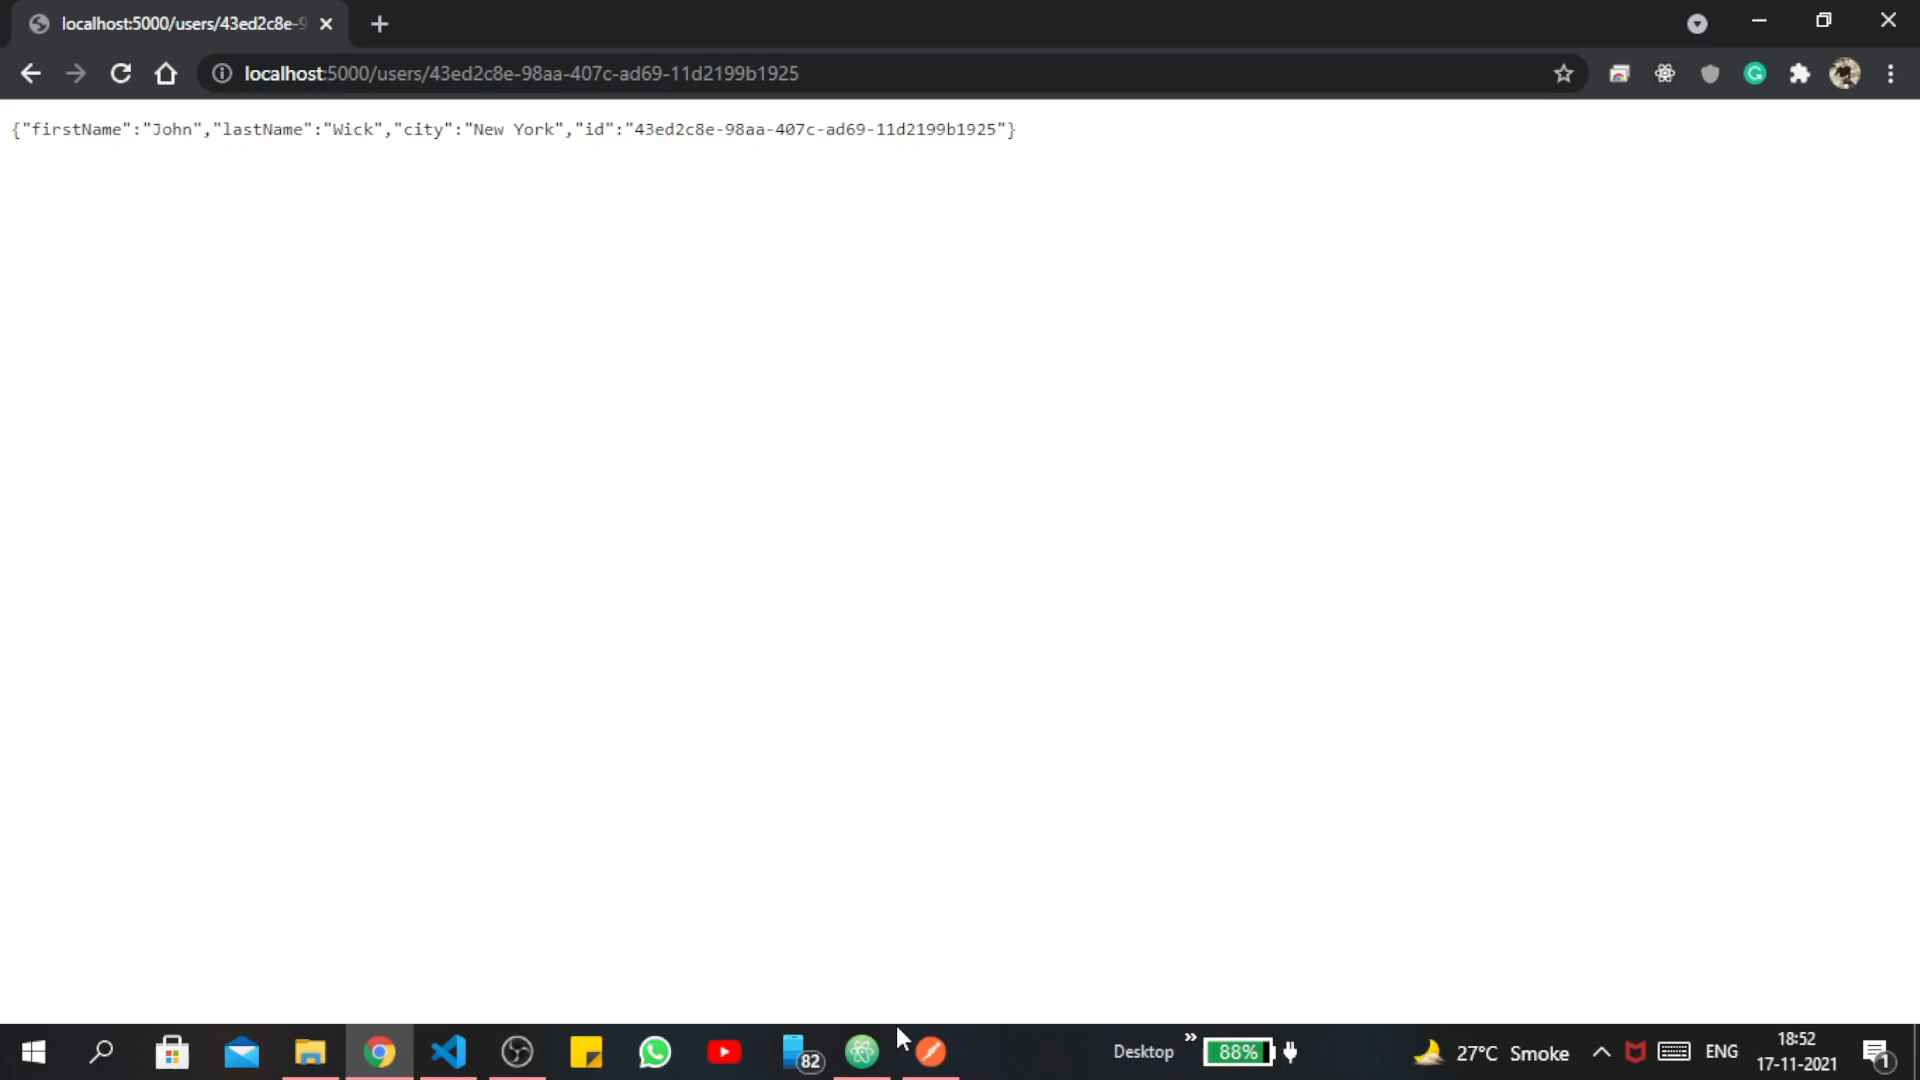 localhost:5000/users/43ed2c8e-9
localhost:5000/users/43ed2c8e-98aa-407c-ad69-11d2199b1925
{"firstName":"John","lastName":"Wick","city":"New York","id":"43ed2c8e-98aa-407c-ad69-11d2199b1925"}
82
Desktop
88%
27°C Smoke
ENG
18:52
17-11-2021
1